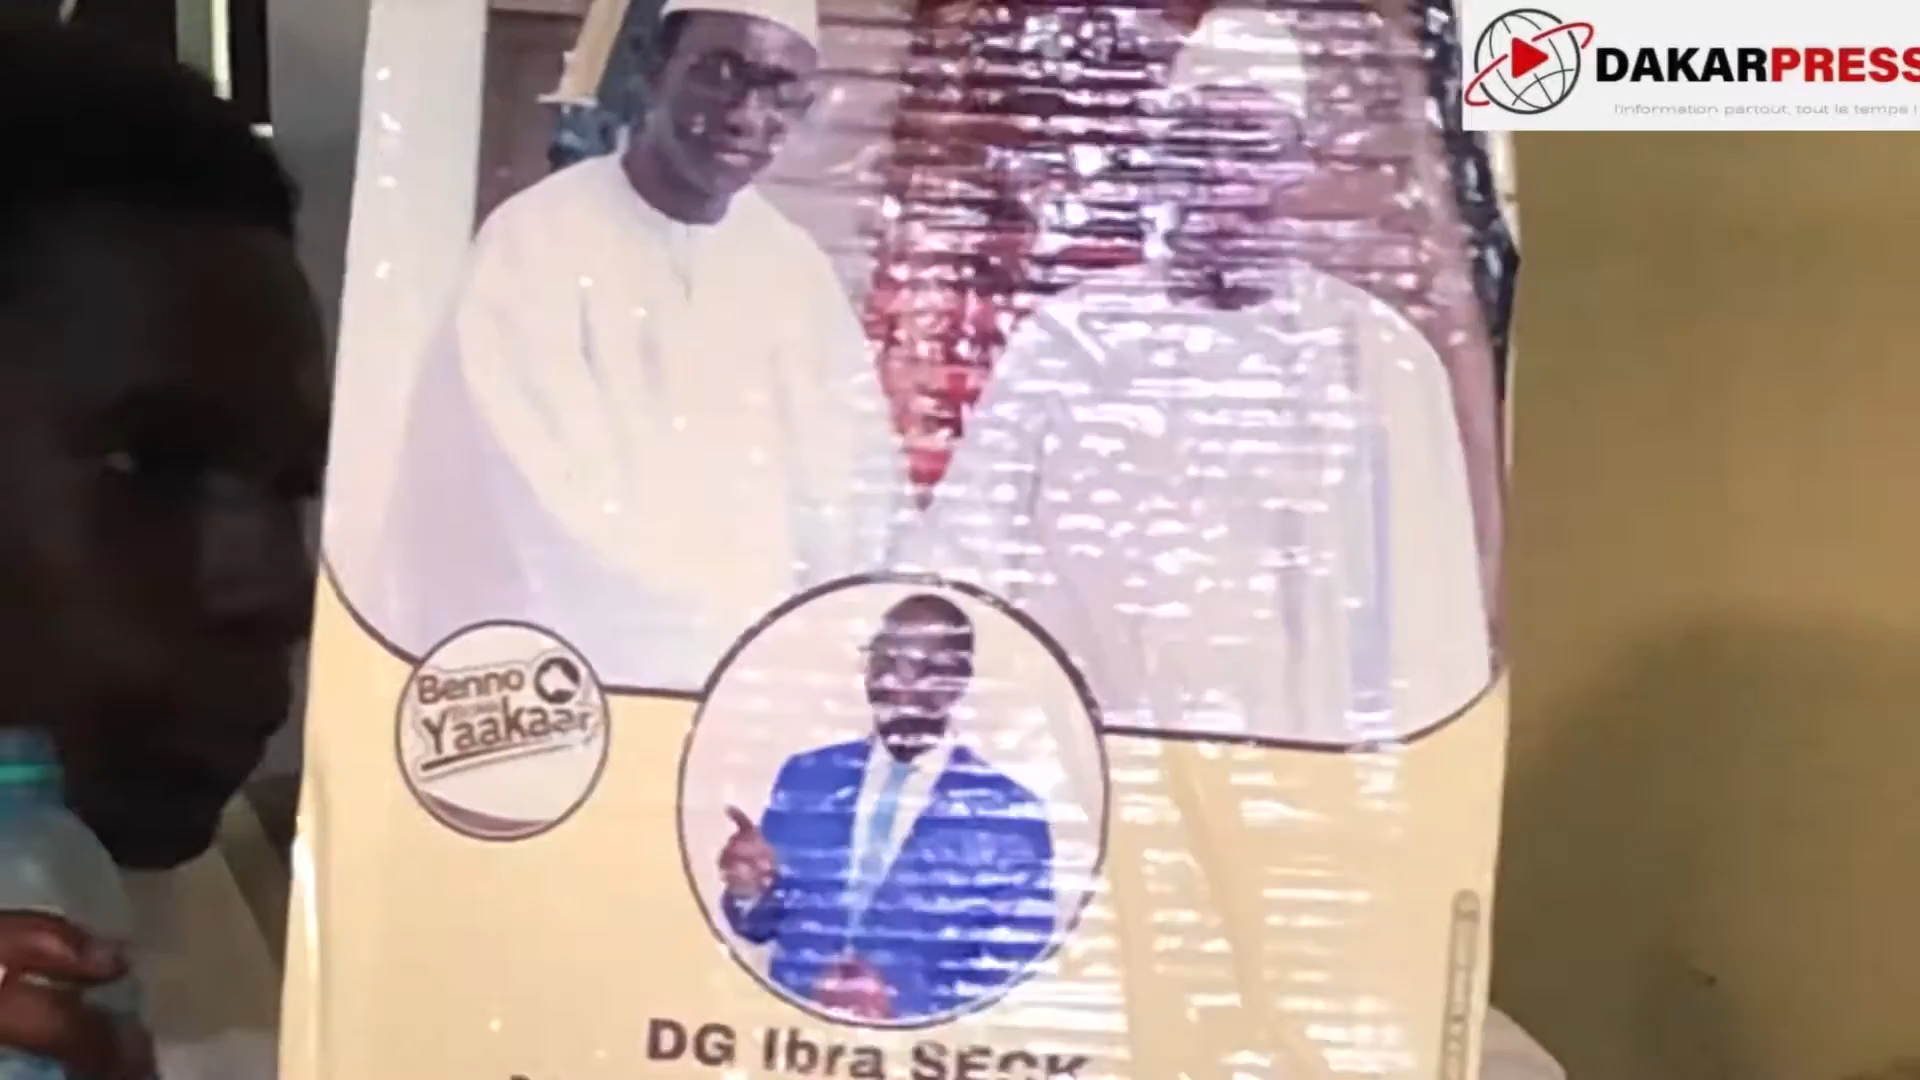 DAKARPRESS
l'information partout, tout le temps !
Benno
Yaakaar
DG Ibra SECK